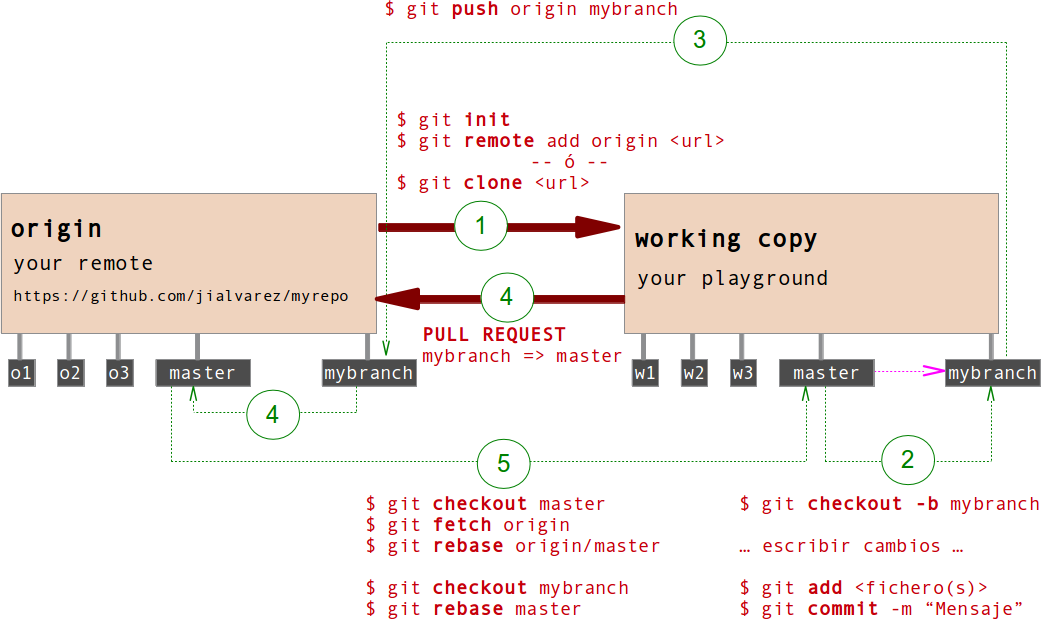 $ git push origin mybranch
3
$ git init
$ git remote add origin <url>
-- ó --
$ git clone <url>
origin
your remote
https://github.com/jialvarez/myrepo
1
working copy
your playground
4
PULL REQUEST
mybranch => master
o1 o2 o3 master mybranch
w1 w2 w3 master mybranch
4
5
2
$ git checkout master
$ git fetch origin
$ git rebase origin/master
$ git checkout mybranch
$ git rebase master
$ git checkout -b mybranch
… escribir cambios …
$ git add <fichero(s)>
$ git commit -m “Mensaje”